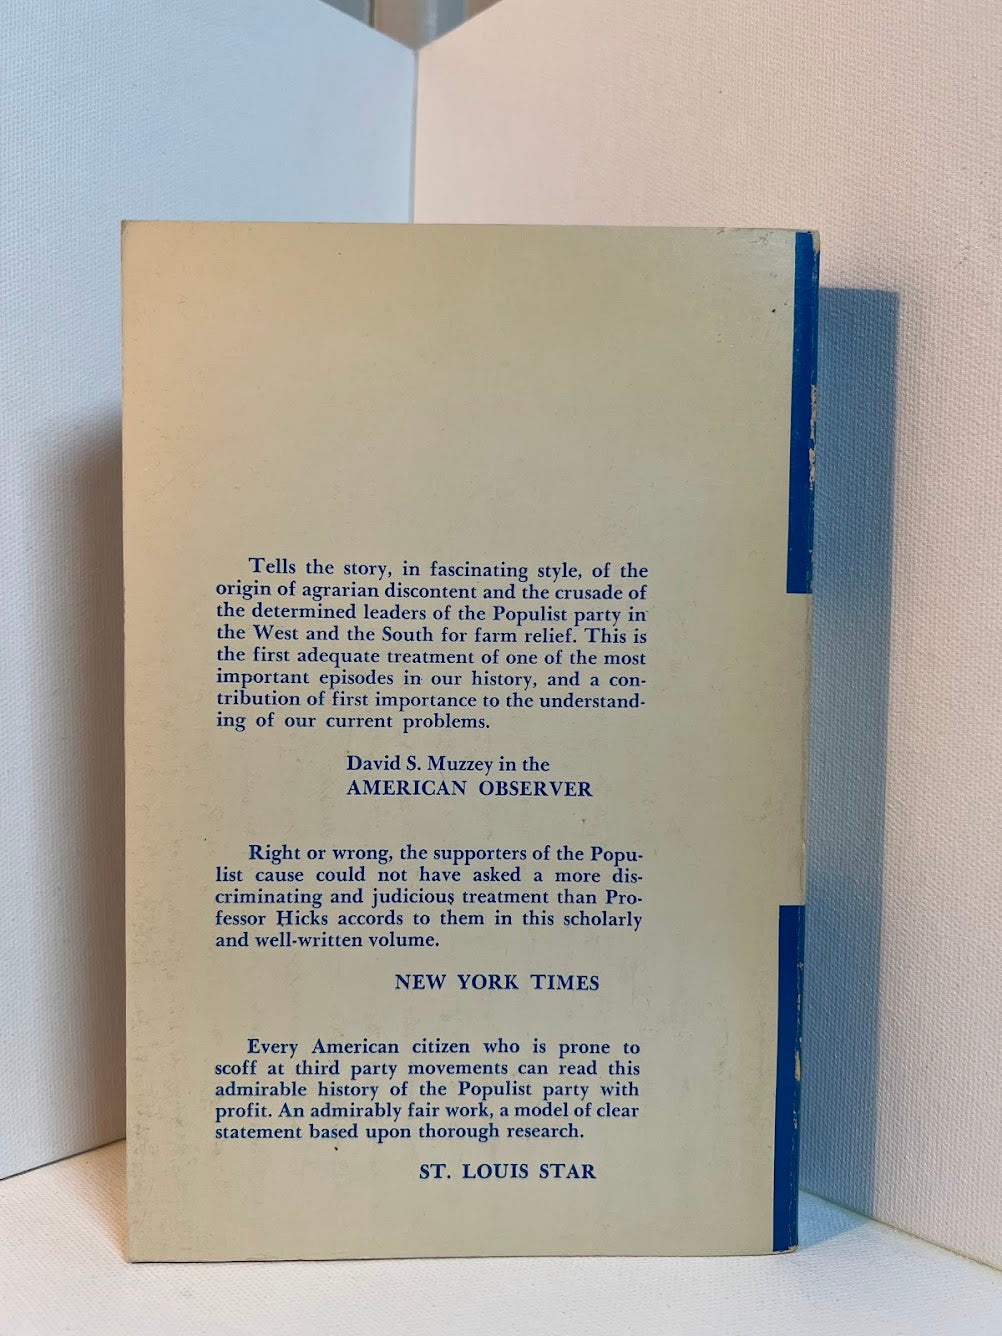 Tells the story, in fascinating style, of the
origin of agrarian discontent and the crusade of
the determined leaders of the Populist party in
the West and the South for farm relief. This is
the first adequate treatment of one of the most
important episodes in our history, and a con-
tribution of first importance to the understand-
ing of our current problems.
David S. Muzzey in the
AMERICAN OBSERVER
Right or wrong, the supporters of the Popu-
list cause could not have asked a more dis-
criminating and judicious treatment than Pro-
fessor Hicks accords to them in this scholarly
and well-written volume.
NEW YORK TIMES
Every American citizen who is prone to
scoff at third party movements can read this
admirable history of the Populist party with
profit. An admirably fair work, a model of clear
statement based upon thorough research.
ST. LOUIS STAR